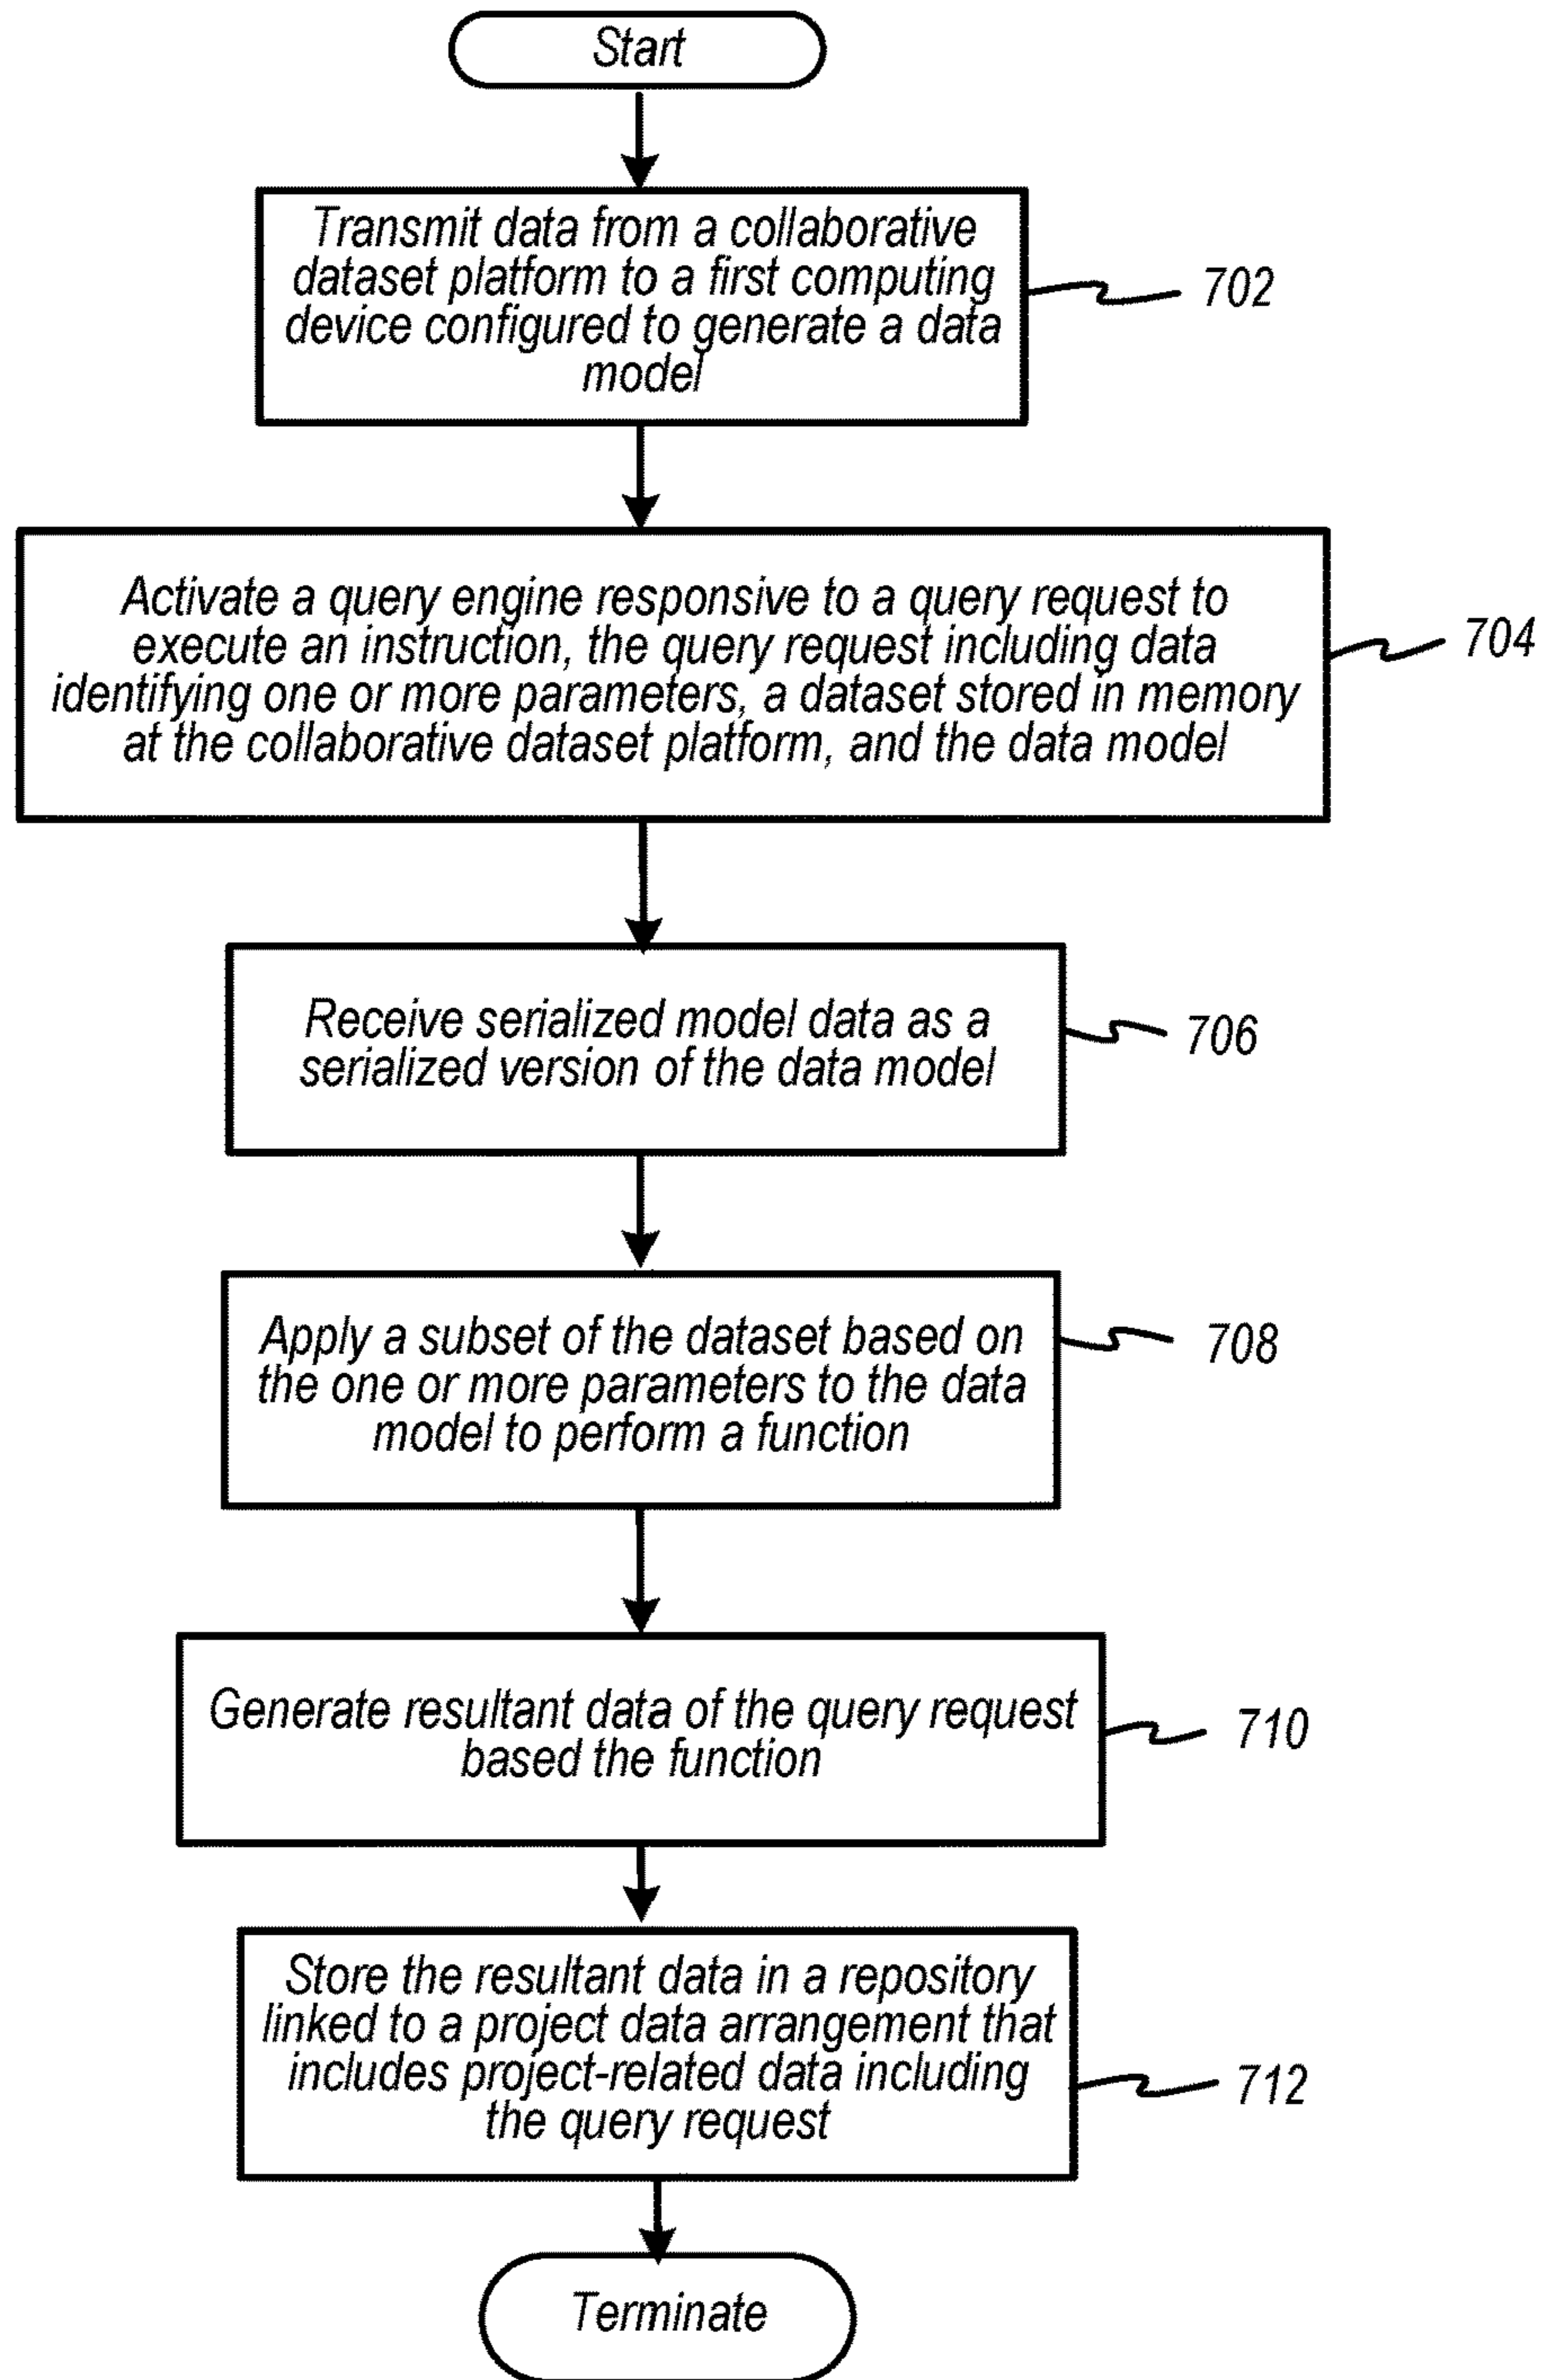 Start
Transmit data from a collaborative
dataset platform to a first computing
device configured to generate a data
model
702
Activate a query engine responsive to a query request to
execute an instruction, the query request including data
identifying one or more parameters, a dataset stored in memory
at the collaborative dataset platform, and the data model
704
Receive serialized model data as a
serialized version of the data model
706
Apply a subset of the dataset based on
the one or more parameters to the data
model to perform a function
708
Generate resultant data of the query request
based the function
710
Store the resultant data in a repository
linked to a project data arrangement that
includes project-related data including
the query request
712
Terminate